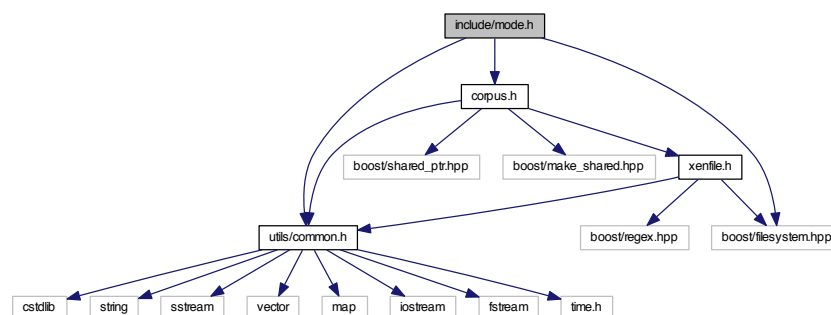 include/mode.h
corpus.h
boost/shared_ptr.hpp
boost/make_shared.hpp
xenfile.h
utils/common.h
boost/regex.hpp
boost/filesystem.hpp
cstdlib
string
sstream
vector
map
iostream
fstream
time.h